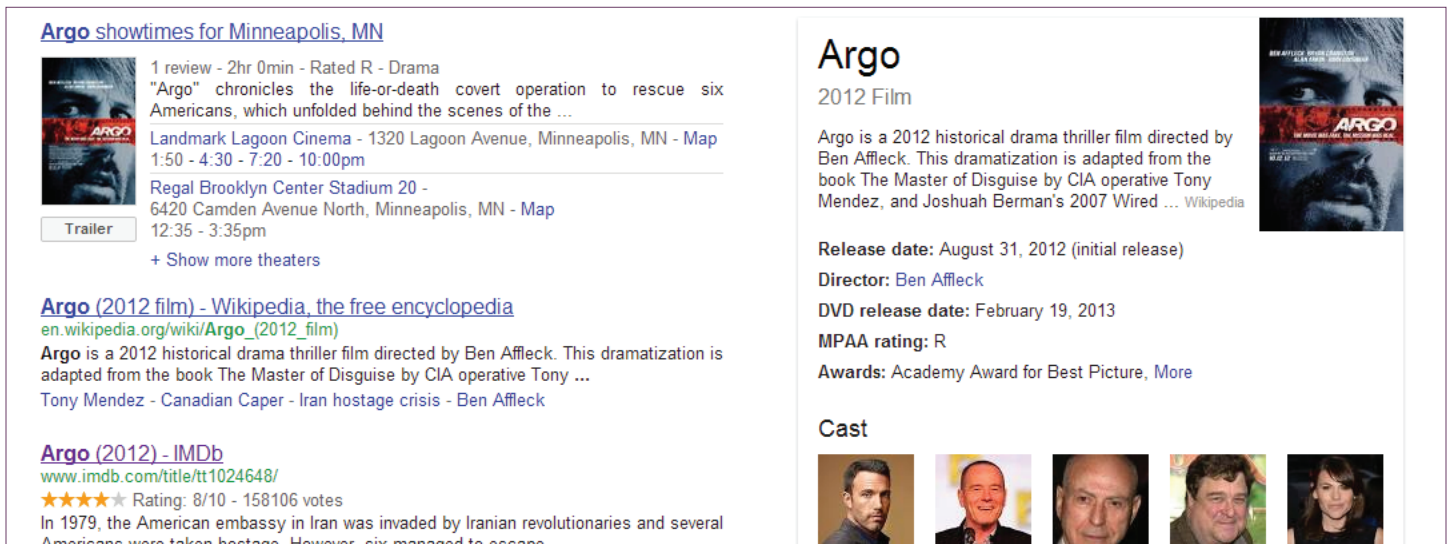 Argo showtimes for Minneapolis, MN
1 review - 2hr 0min - Rated R - Drama
"Argo" chronicles the life-or-death covert operation to rescue six
Americans, which unfolded behind the scenes of the ...
Landmark Lagoon Cinema - 1320 Lagoon Avenue, Minneapolis, MN - Map
1:50 - 4:30 - 7:20 - 10:00pm
Regal Brooklyn Center Stadium 20 -
6420 Camden Avenue North, Minneapolis, MN - Map
12:35 - 3:35pm
+ Show more theaters
ARGO
Trailer
Argo (2012 film) - Wikipedia, the free encyclopedia
en.wikipedia.org/wiki/Argo_(2012_film)
Argo is a 2012 historical drama thriller film directed by Ben Affleck. This dramatization is
adapted from the book The Master of Disguise by CIA operative Tony ...
Tony Mendez - Canadian Caper - Iran hostage crisis - Ben Affleck
Argo (2012) - IMDb
www.imdb.com/title/tt1024648/
Rating: 8/10 - 158106 votes
In 1979, the American embassy in Iran was invaded by Iranian revolutionaries and several
Americans were taken hostage. However, six managed to escape
Argo
2012 Film
Argo is a 2012 historical drama thriller film directed by
Ben Affleck. This dramatization is adapted from the
book The Master of Disguise by CIA operative Tony
Mendez, and Joshuah Berman's 2007 Wired ... Wikipedia
ARGO
Release date: August 31, 2012 (initial release)
Director: Ben Affleck
DVD release date: February 19, 2013
MPAA rating: R
Awards: Academy Award for Best Picture, More
Cast